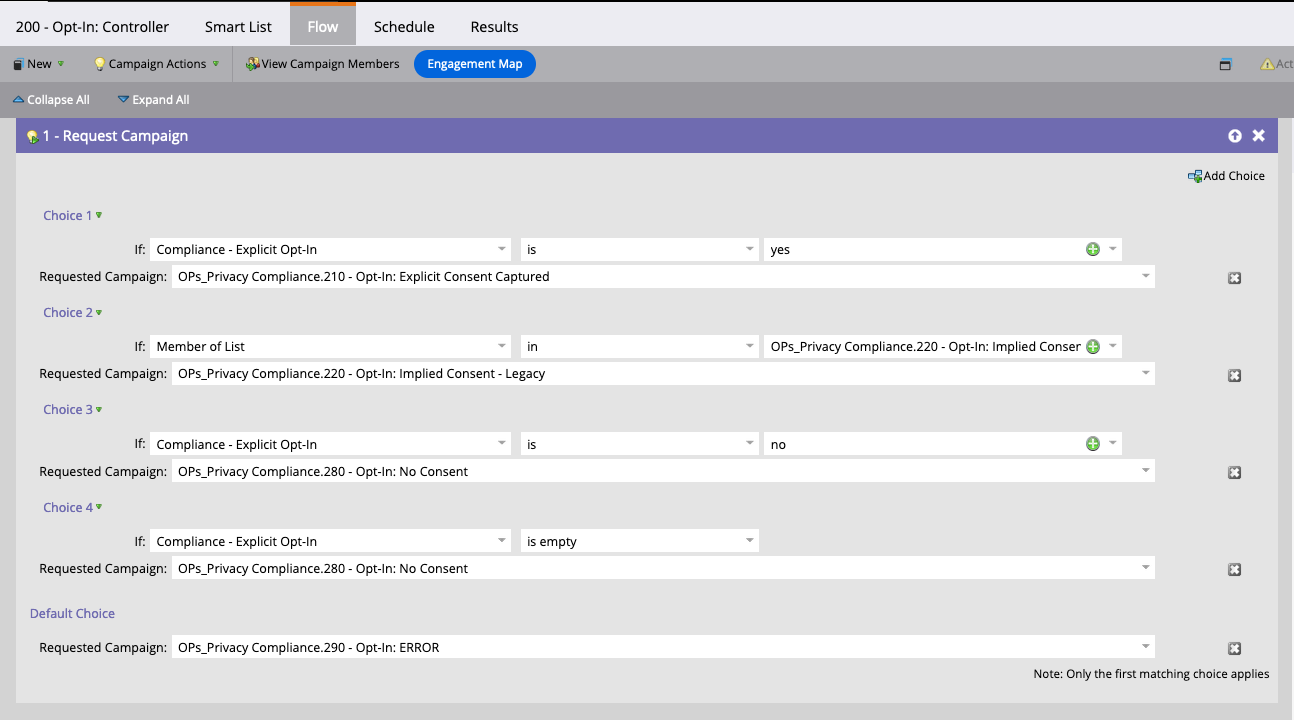 200 - Opt-In: Controller Smart List Flow Schedule Results
New Campaign Actions View Campaign Members Engagement Map Act
Collapse All Expand All
1 - Request Campaign
Add Choice
Choice 1
If: Compliance - Explicit Opt-In is yes
Requested Campaign: OPs_Privacy Compliance.210 - Opt-In: Explicit Consent Captured
Choice 2
If: Member of List in OPs_Privacy Compliance.220 - Opt-In: Implied Conser
Requested Campaign: OPs_Privacy Compliance.220 - Opt-In: Implied Consent - Legacy
Choice 3
If: Compliance - Explicit Opt-In is no
Requested Campaign: OPs_Privacy Compliance.280 - Opt-In: No Consent
Choice 4
If: Compliance - Explicit Opt-In is empty
Requested Campaign: OPs_Privacy Compliance.280 - Opt-In: No Consent
Default Choice
Requested Campaign: OPs_Privacy Compliance.290 - Opt-In: ERROR
Note: Only the first matching choice applies